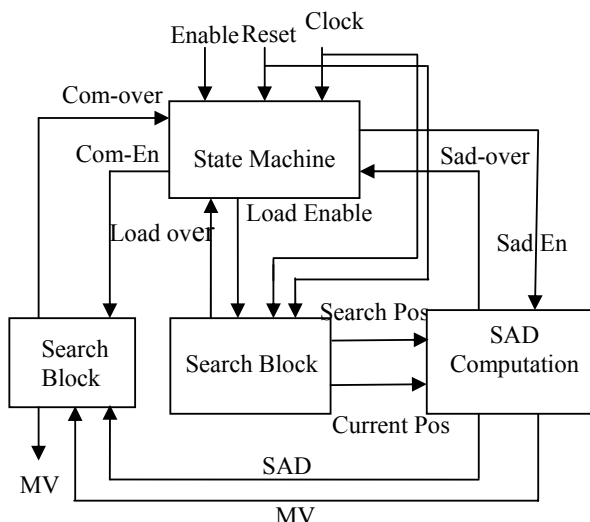 Enable Reset Clock
Com-over
State Machine
Sad-over
Com-En
Load Enable
Load over
Sad En
Search Pos
SAD
Computation
Search
Block
Search Block
Current Pos
SAD
MV
MV